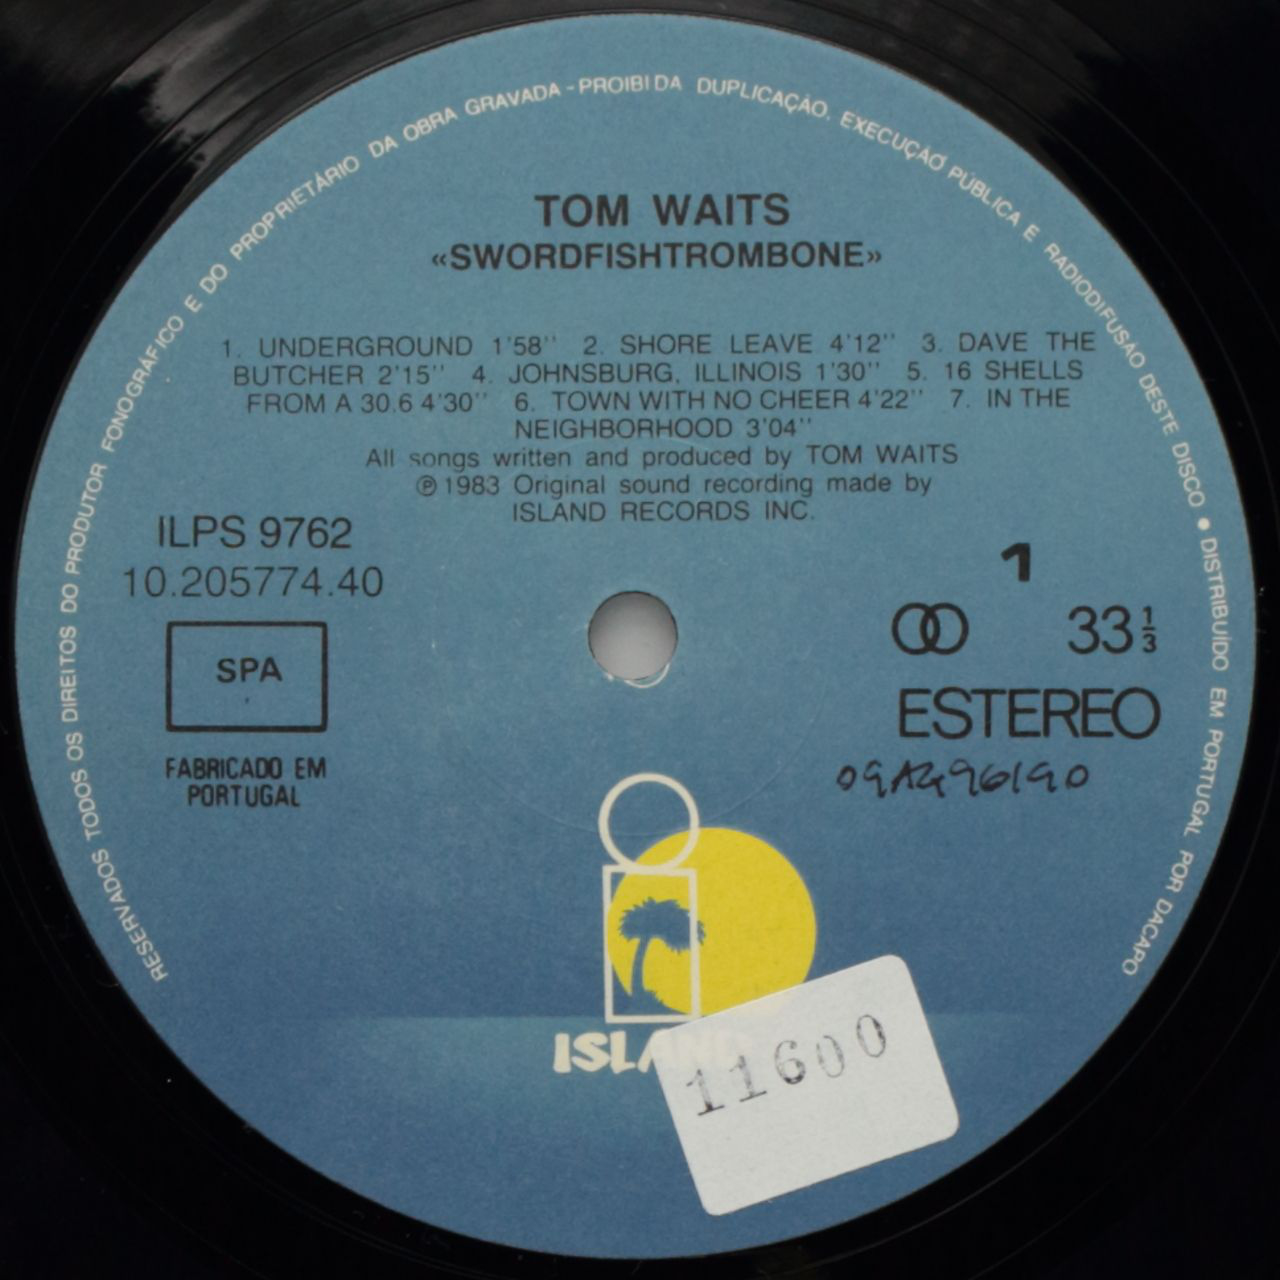 RESERVADOS TODOS OS DIREITOS DO PRODUTOR FONOGRÁFICO E DO PROPRIETÁRIO DA OBRA GRAVADA - PROIBIDA DUPLICAÇÃO, EXECUÇÃO PÚBLICA E RADIODIFUSÃO DESTE DISCO • DISTRIBUÍDO EM PORTUGAL POR DACAPO
TOM WAITS
«SWORDFISHTROMBONE»
1. UNDERGROUND 1'58'' 2. SHORE LEAVE 4'12'' 3. DAVE THE
BUTCHER 2'15'' 4. JOHNSBURG, ILLINOIS 1'30'' 5. 16 SHELLS
FROM A 30.6 4'30'' 6. TOWN WITH NO CHEER 4'22'' 7. IN THE
NEIGHBORHOOD 3'04''
All songs written and produced by TOM WAITS
℗ 1983 Original sound recording made by
ISLAND RECORDS INC.
ILPS 9762
10.205774.40
SPA
FABRICADO EM
PORTUGAL
1
33 1/3
ESTEREO
ISLAND
11600